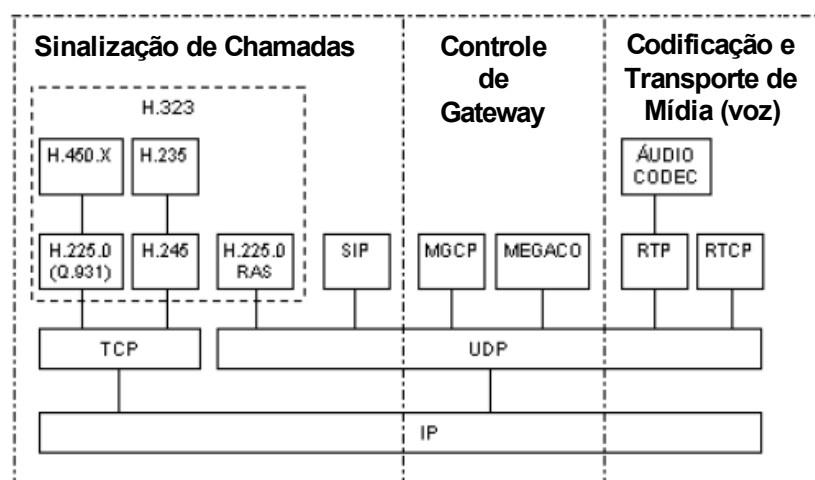 Sinalização de Chamadas
Controle
de
Gateway
Codificação e
Transporte de
Mídia (voz)
H.323
H.450.X
H.235
ÁUDIO
CODEC
H.225.0
(Q.931)
H.245
H.225.0
RAS
SIP
MGCP
MEGACO
RTP
RTCP
TCP
UDP
IP